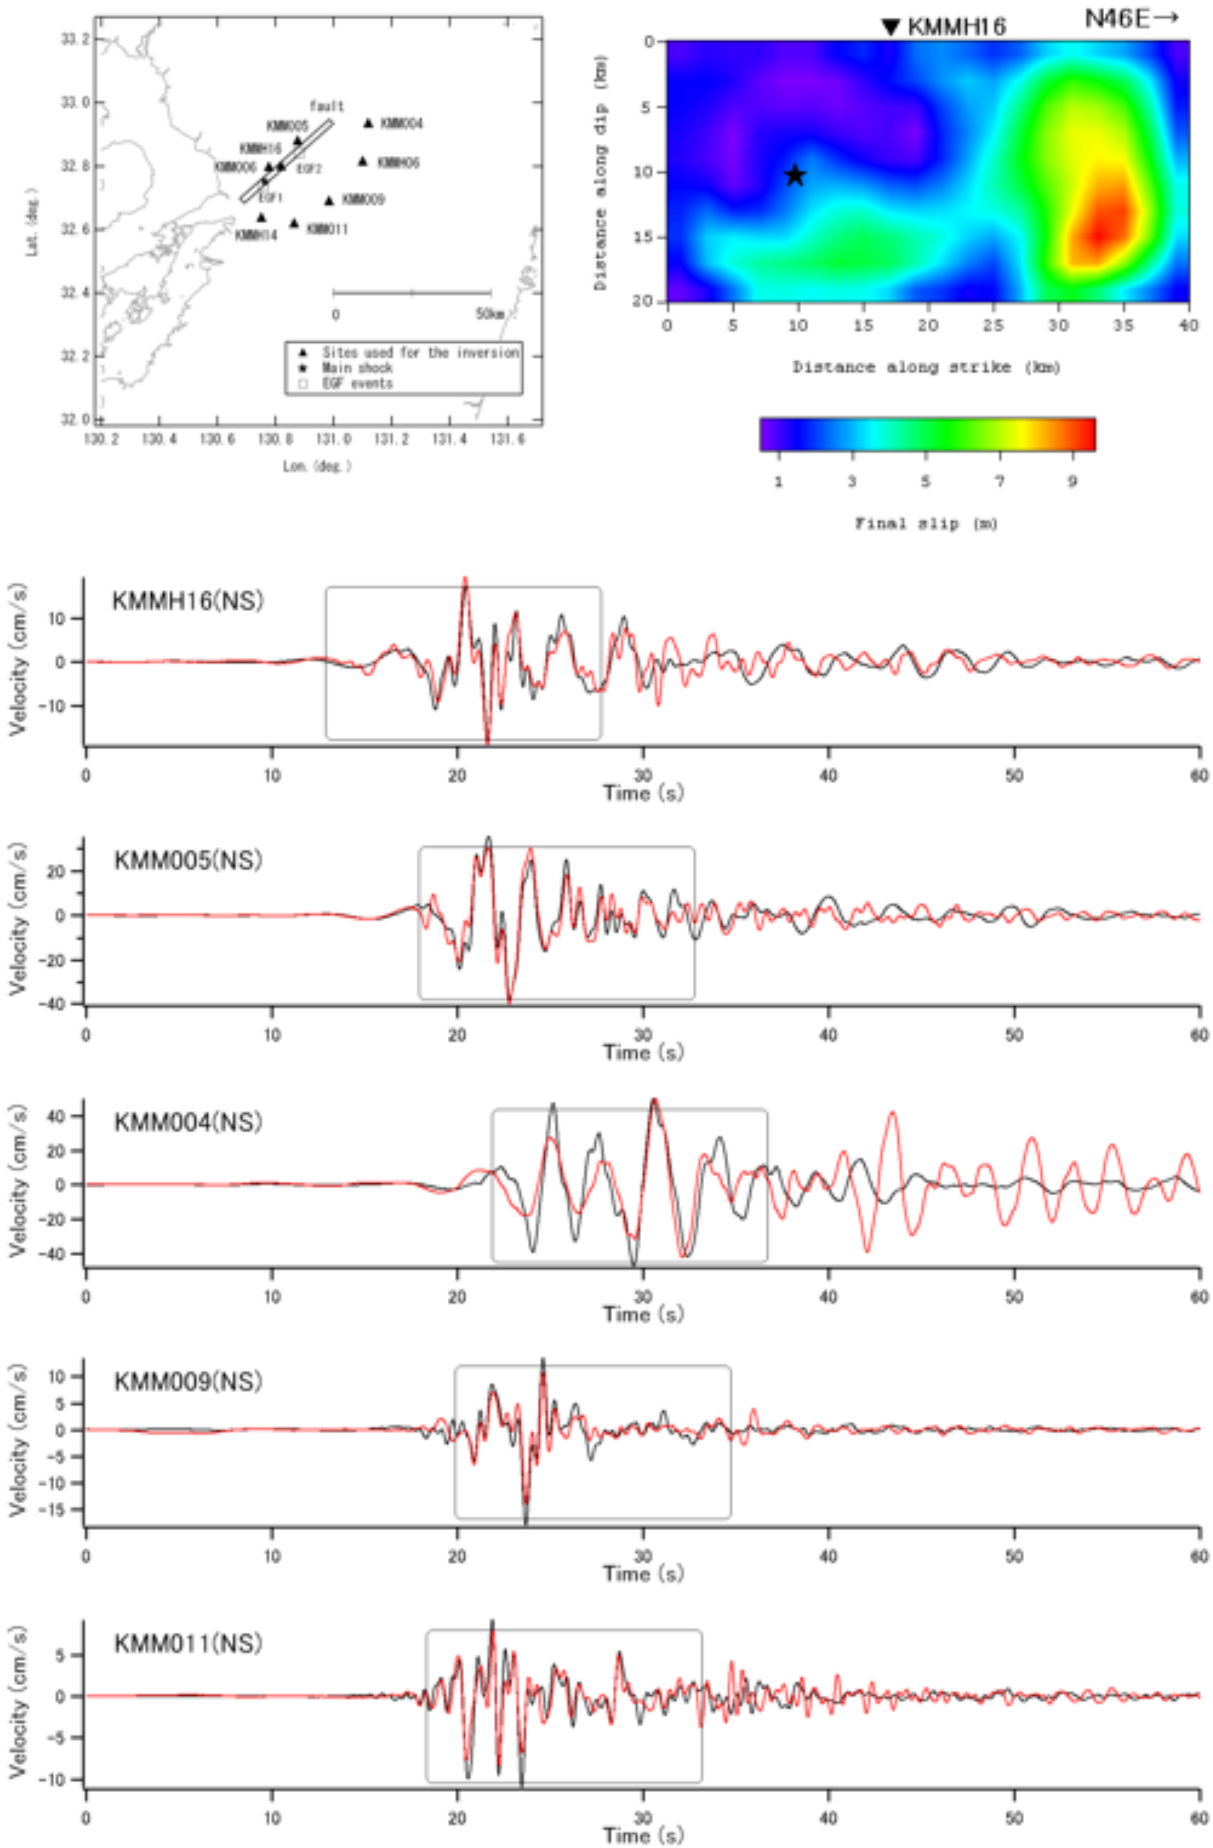 33.2
33.0
32.8
32.6
32.4
32.2
32.0
Lat. (deg.)
fault
KMM005
KMM004
KMMH16
KMM006
EGF2
KMMH06
EGF1
KMM009
KMMH14
KMM011
0 50km
▲ Sites used for the inversion
★ Main shock
□ EGF events
130.2 130.4 130.6 130.8 131.0 131.2 131.4 131.6
Lon. (deg.)
▼ KMMH16
N46E→
Distance along dip (km)
0
5
10
15
20
0 5 10 15 20 25 30 35 40
Distance along strike (km)
1 3 5 7 9
Final slip (m)
KMMH16(NS)
Velocity (cm/s)
10
0
-10
0 10 20 30 40 50 60
Time (s)
KMM005(NS)
Velocity (cm/s)
20
0
-20
-40
0 10 20 30 40 50 60
Time (s)
KMM004(NS)
Velocity (cm/s)
40
20
0
-20
-40
0 10 20 30 40 50 60
Time (s)
KMM009(NS)
Velocity (cm/s)
10
5
0
-5
-10
-15
0 10 20 30 40 50 60
Time (s)
KMM011(NS)
Velocity (cm/s)
5
0
-5
-10
0 10 20 30 40 50 60
Time (s)